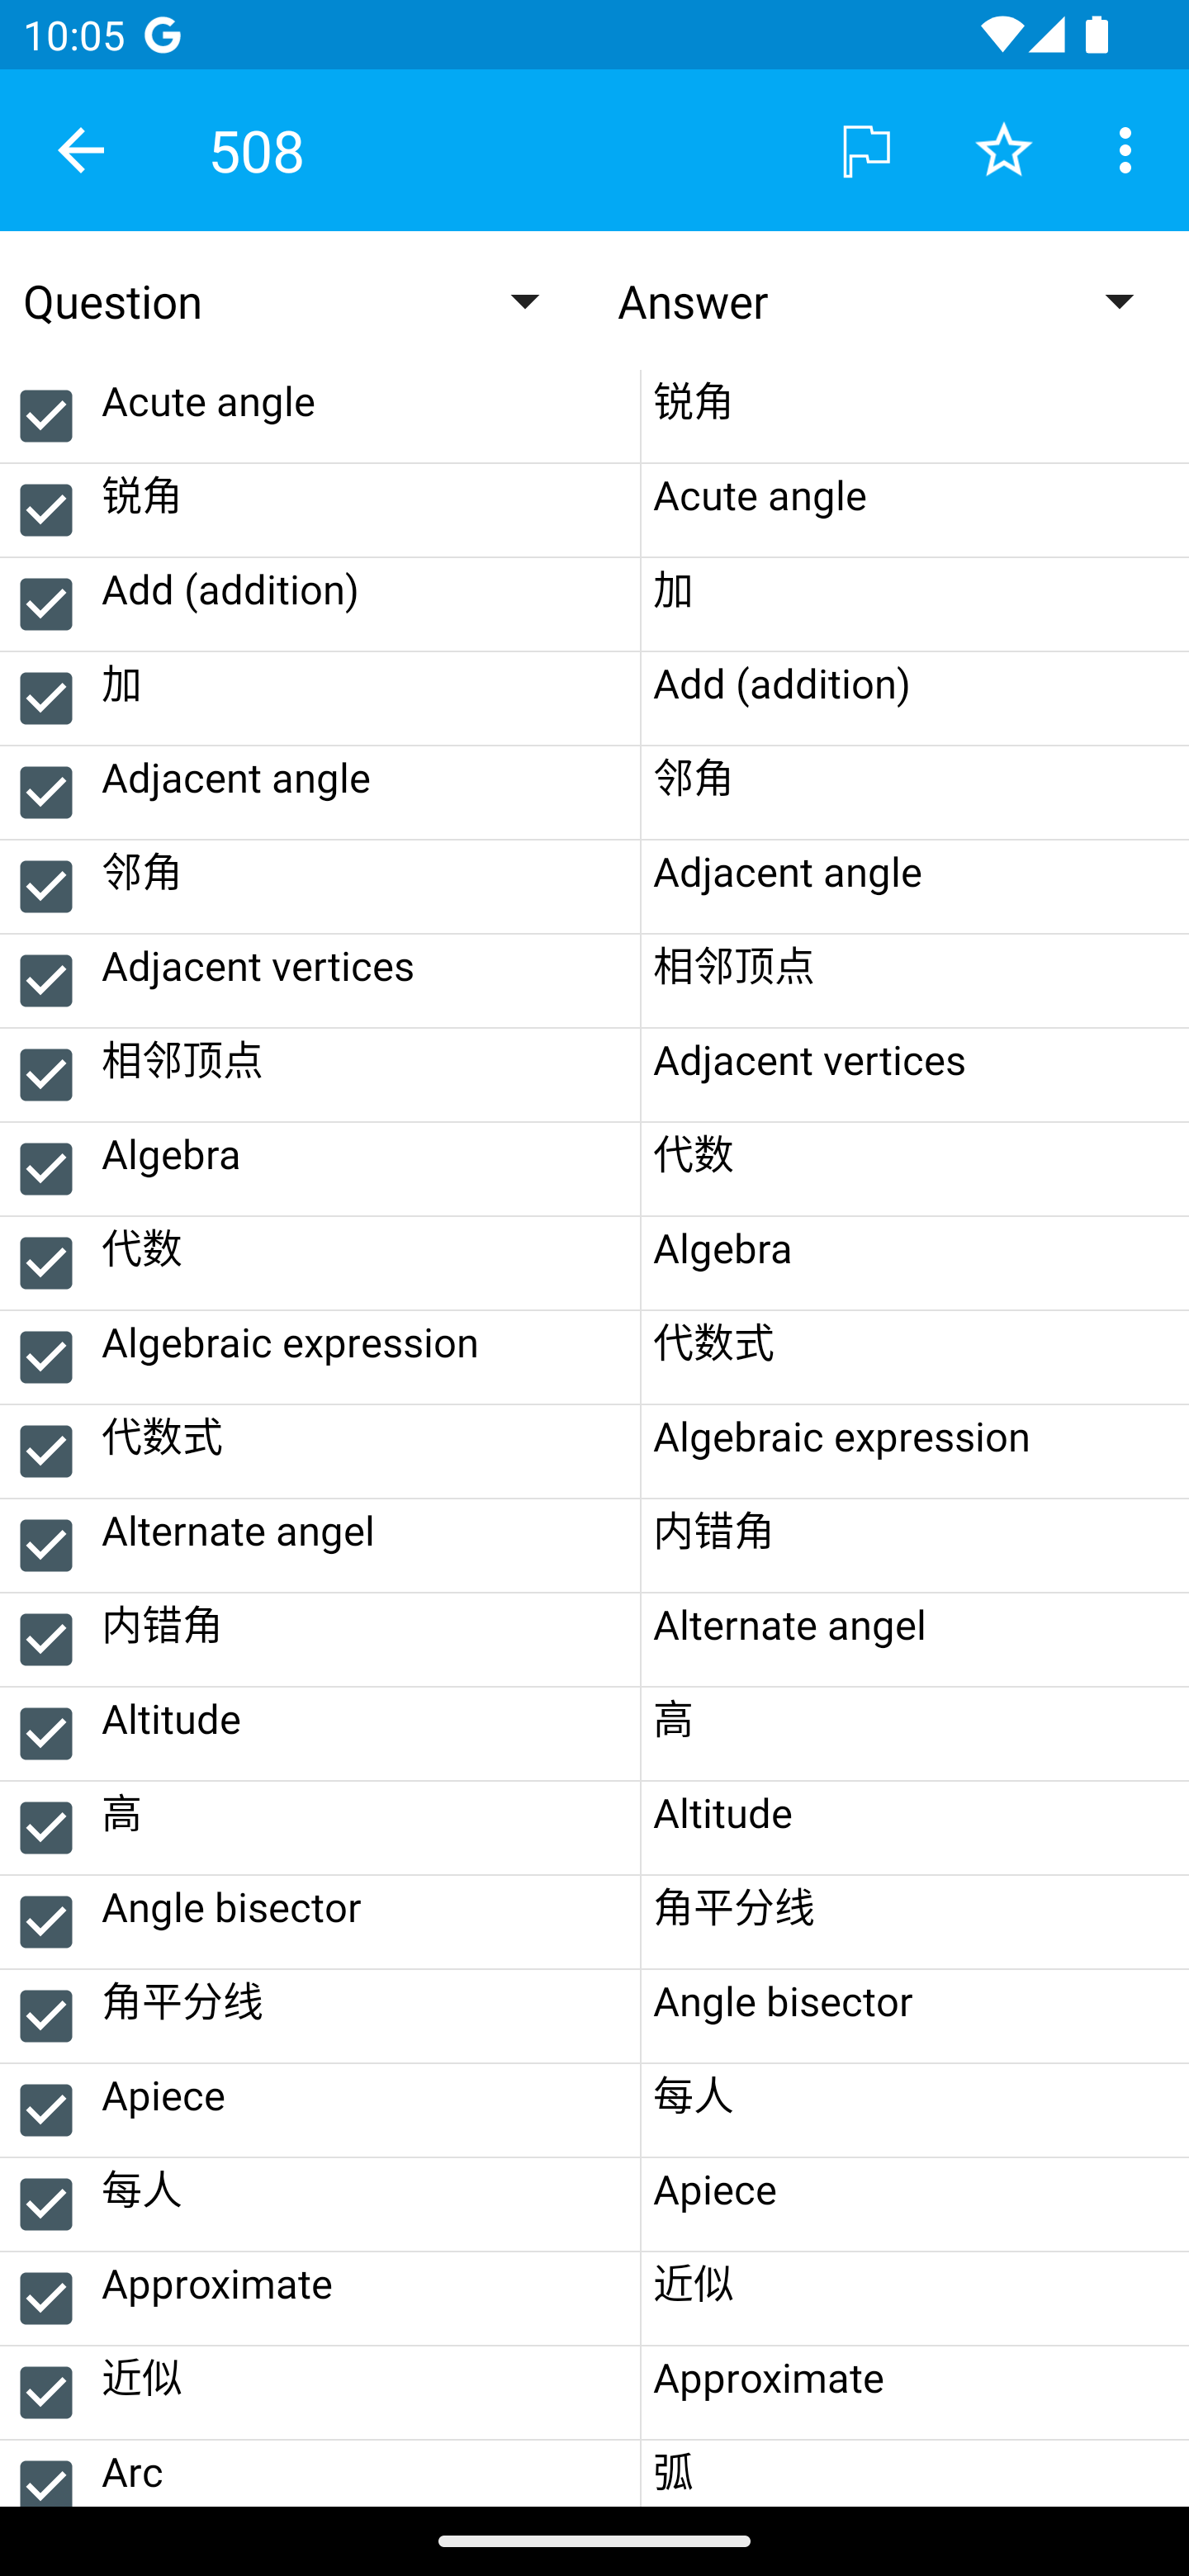 10:05
508
Question Answer
Acute angle 锐角
锐角 Acute angle
Add (addition) 加
加 Add (addition)
Adjacent angle 邻角
邻角 Adjacent angle
Adjacent vertices 相邻顶点
相邻顶点 Adjacent vertices
Algebra 代数
代数 Algebra
Algebraic expression 代数式
代数式 Algebraic expression
Alternate angel 内错角
内错角 Alternate angel
Altitude 高
高 Altitude
Angle bisector 角平分线
角平分线 Angle bisector
Apiece 每人
每人 Apiece
Approximate 近似
近似 Approximate
Arc 弧